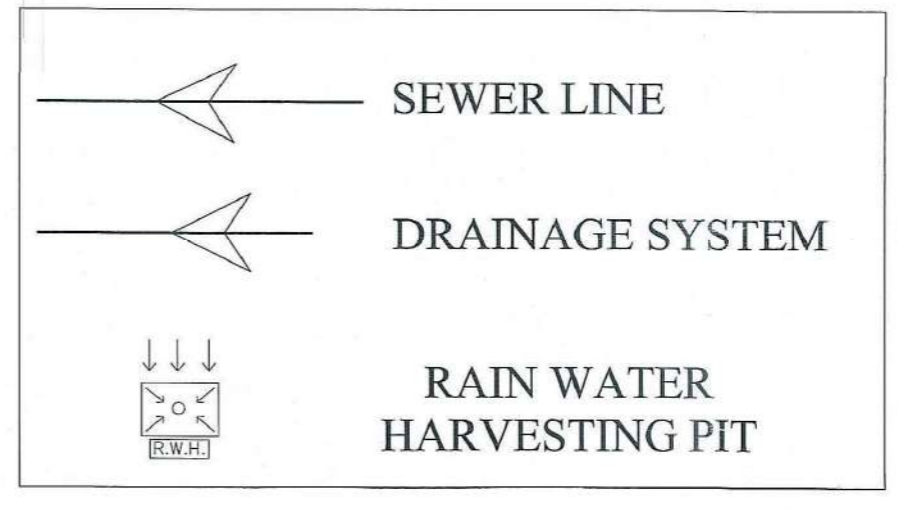 SEWER LINE
DRAINAGE SYSTEM
R.W.H.
RAIN WATER
HARVESTING PIT